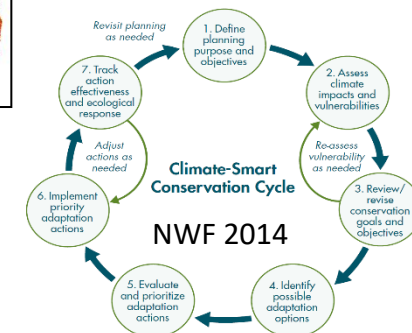 Revisit planning
as needed
1. Define
planning
purpose and
objectives
2. Assess
climate
impacts and
vulnerabilities
Re-assess
vulnerability
as needed
3. Review/
revise
conservation
goals and
objectives
4. Identify
possible
adaptation
options
5. Evaluate
and prioritize
adaptation
actions
6. Implement
priority
adaptation
actions
7. Track
action
effectiveness
and ecological
response
Adjust
actions as
needed
Climate-Smart
Conservation Cycle
NWF 2014